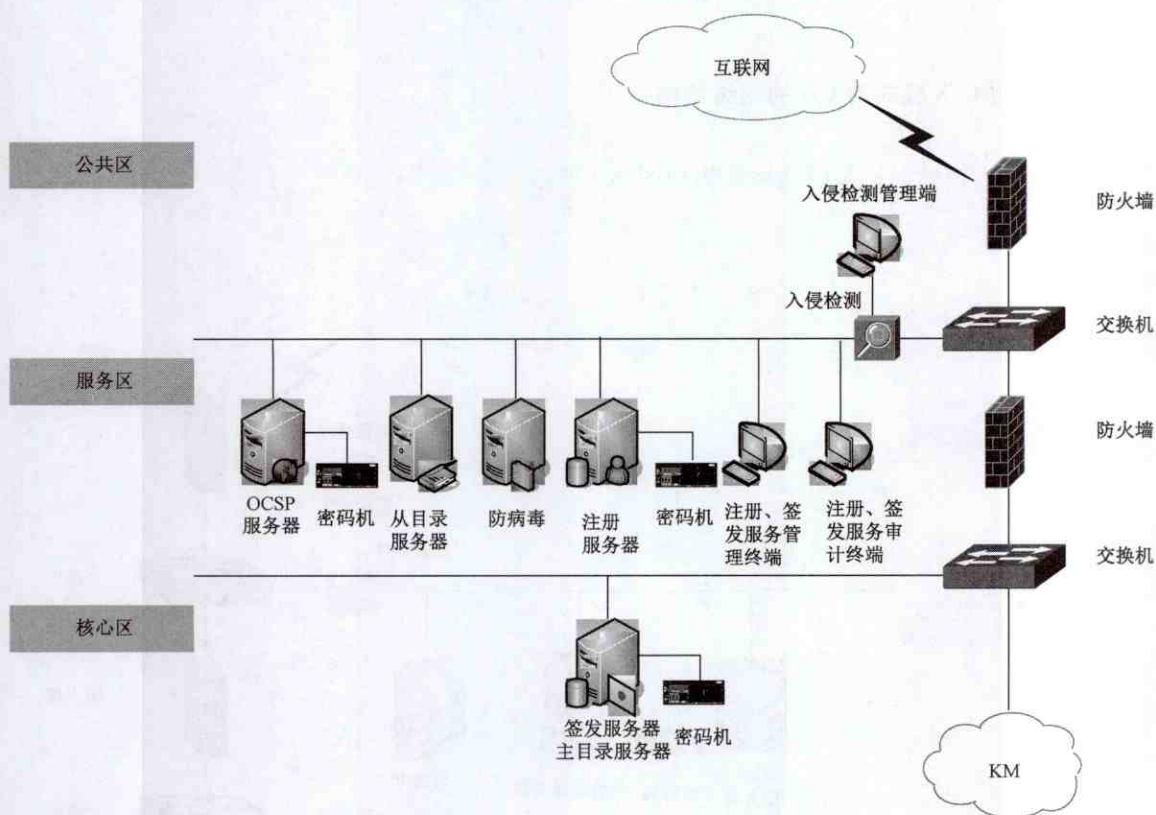 互联网
公共区
防火墙
入侵检测管理端
入侵检测
交换机
服务区
防火墙
OCSP
服务器
密码机
从目录
服务器
防病毒
注册
服务器
密码机
注册、签
发服务管
理终端
注册、签
发服务审
计终端
交换机
核心区
签发服务器
主目录服务器
密码机
KM